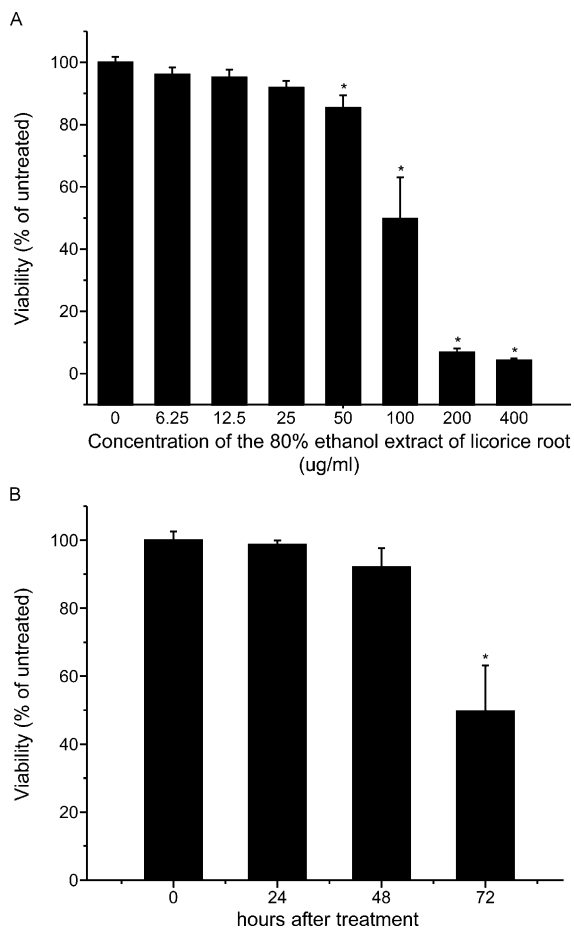 A
100
80
60
40
20
0
Viability (% of untreated)
*
*
*
*
0 6.25 12.5 25 50 100 200 400
Concentration of the 80% ethanol extract of licorice root
(ug/ml)
B
100
80
60
40
20
0
Viability (% of untreated)
*
0 24 48 72
hours after treatment